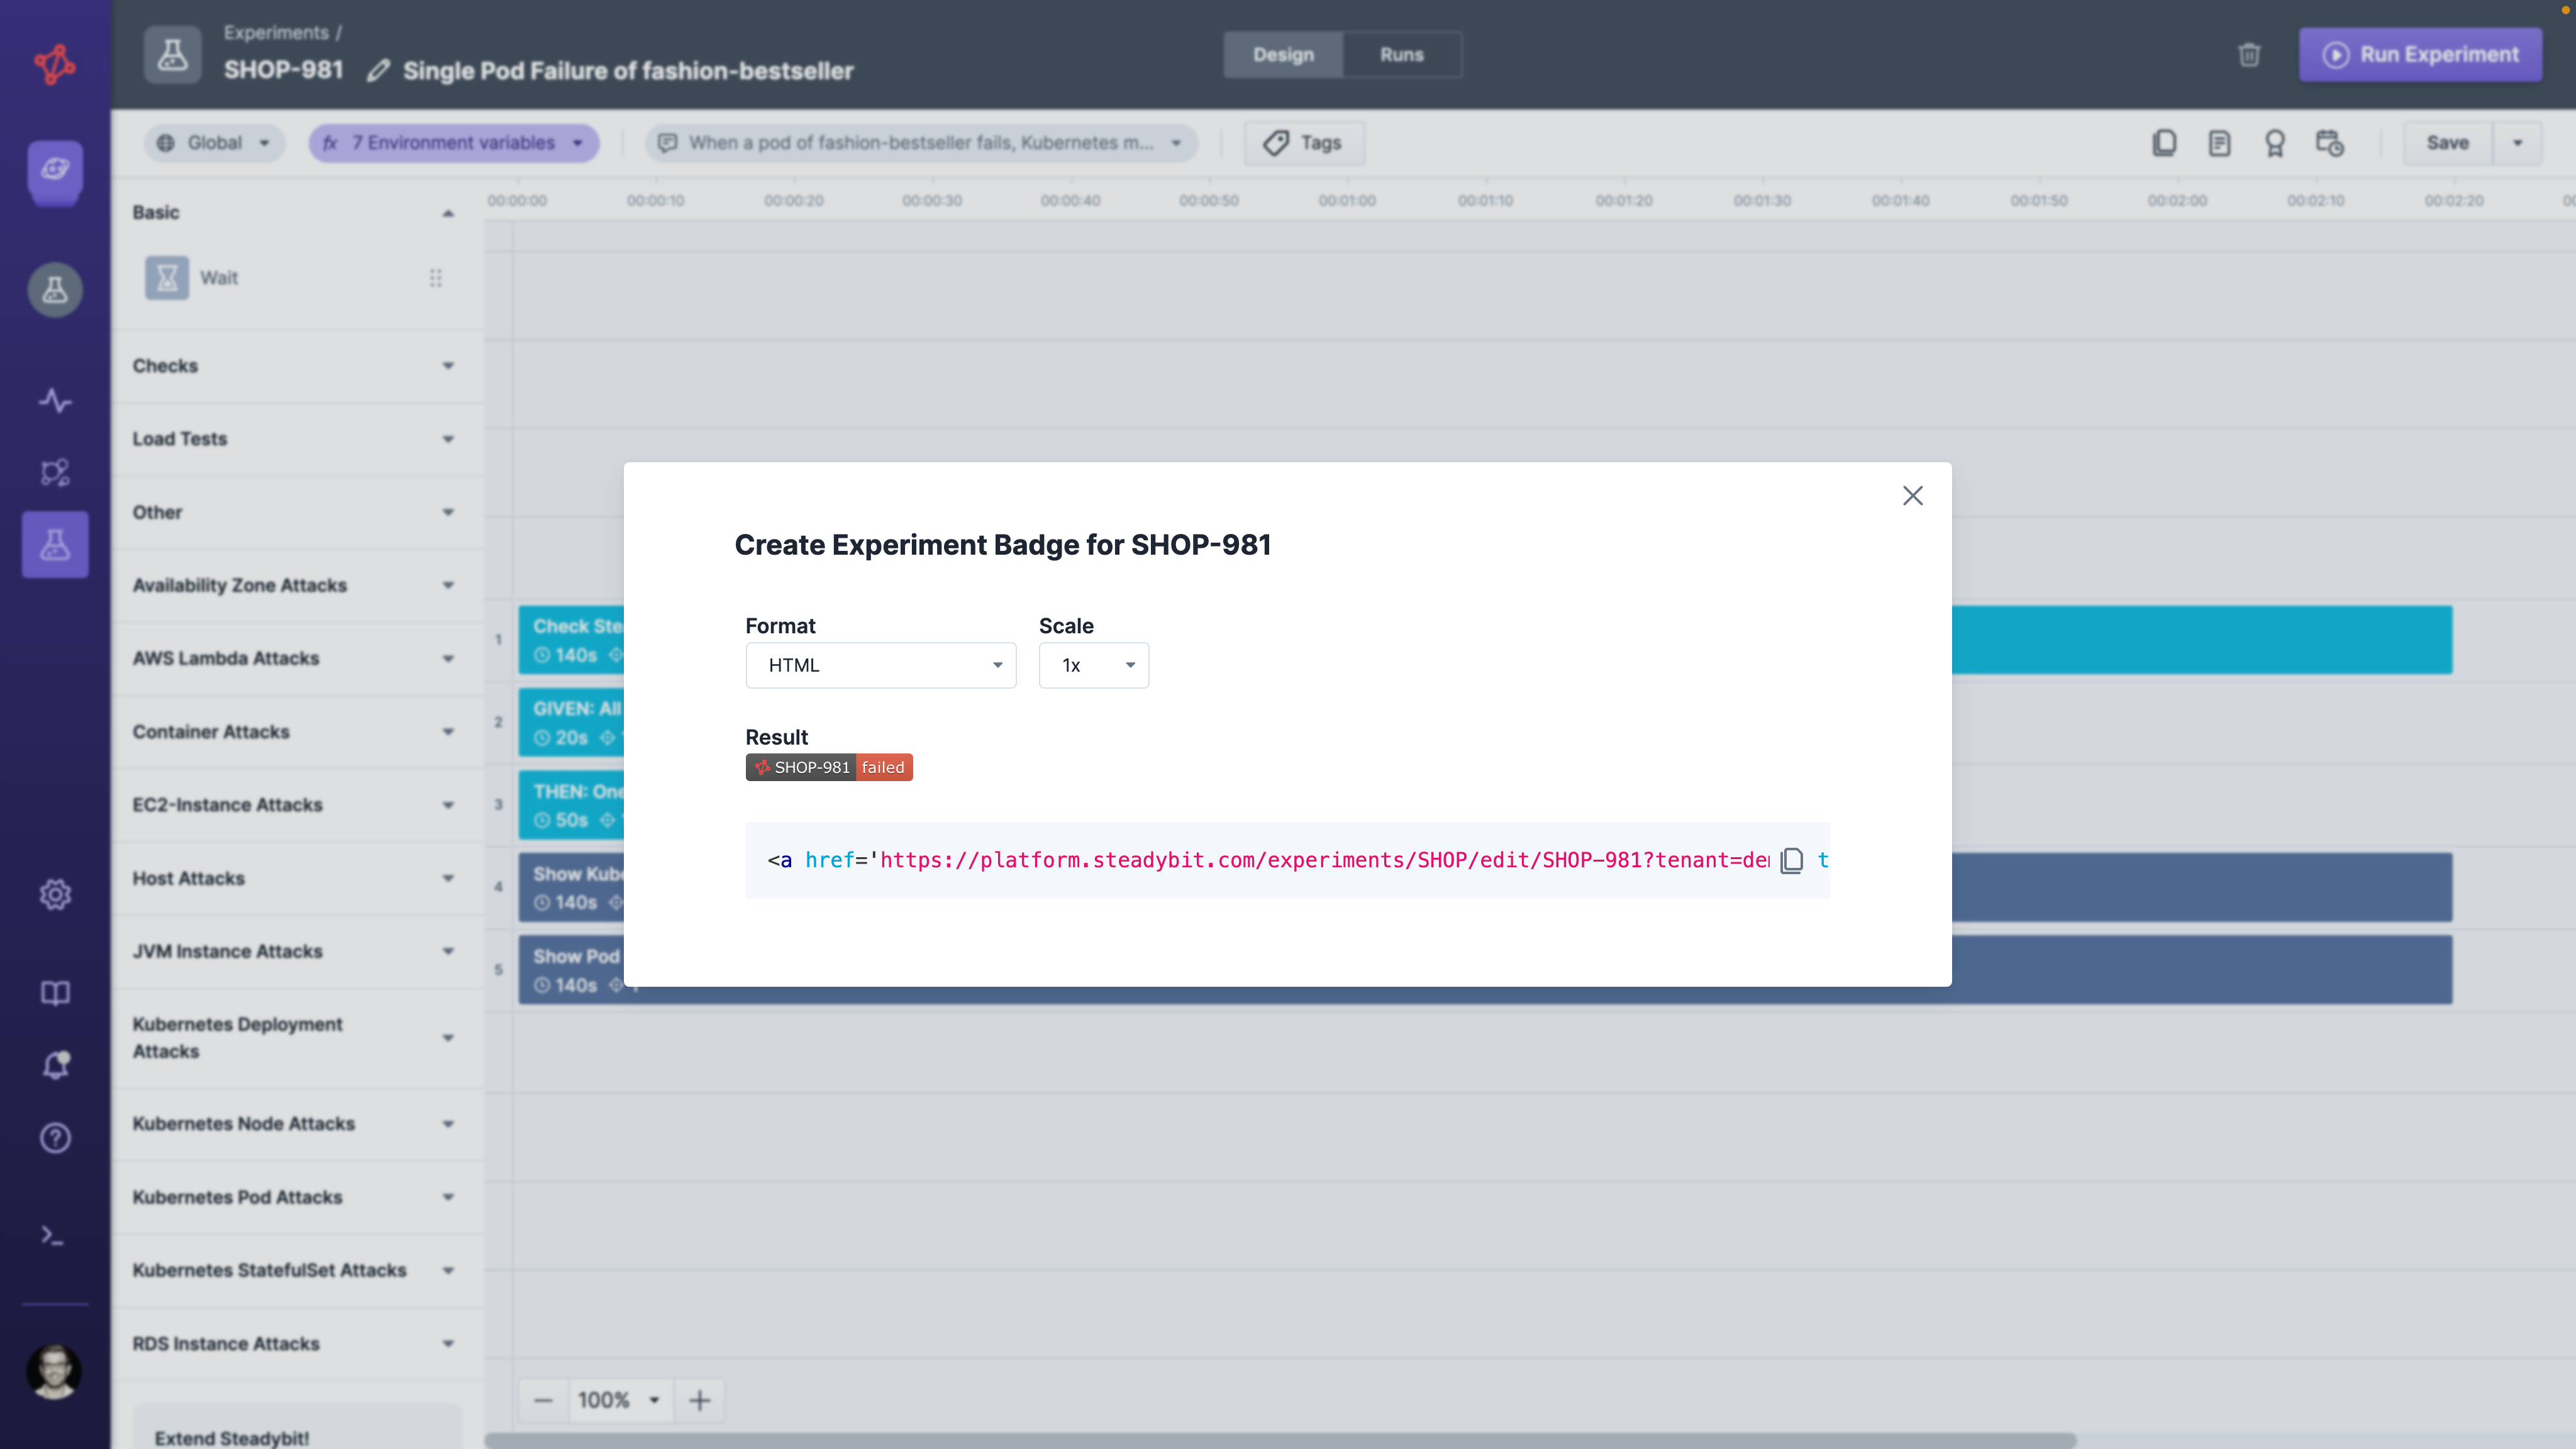 Experiments /
SHOP-981
Single Pod Failure of fashion-bestseller
Design
Runs
Run Experiment
Global
fx 7 Environment variables
When a pod of fashion-bestseller fails, Kubernetes m...
Tags
Save
00:00:00 00:00:10 00:00:20 00:00:30 00:00:40 00:00:50 00:01:00 00:01:10 00:01:20 00:01:30 00:01:40 00:01:50 00:02:00 00:02:10 00:02:20
Basic
Wait
Checks
Load Tests
Other
Availability Zone Attacks
AWS Lambda Attacks
Container Attacks
EC2-Instance Attacks
Host Attacks
JVM Instance Attacks
Kubernetes Deployment
Attacks
Kubernetes Node Attacks
Kubernetes Pod Attacks
Kubernetes StatefulSet Attacks
RDS Instance Attacks
Extend Steadybit!
1
Check Ste
140s
2
GIVEN: All
20s
3
THEN: One
50s
4
Show Kube
140s
5
Show Pod
140s
Create Experiment Badge for SHOP-981
Format
Scale
HTML
1x
Result
SHOP-981 failed
<a href='https://platform.steadybit.com/experiments/SHOP/edit/SHOP-981?tenant=de t
100%